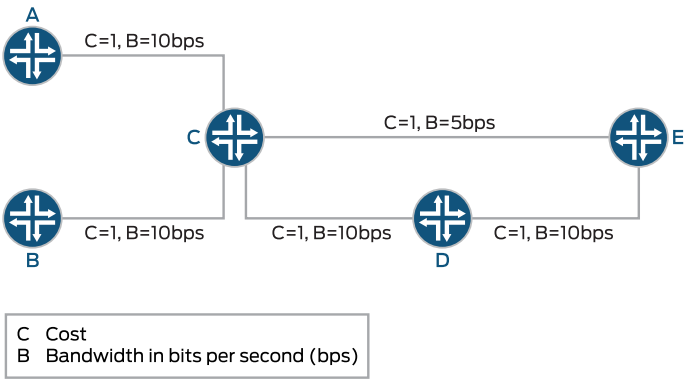 A
C=1, B=10bps
C
C=1, B=5bps
E
C=1, B=10bps
B
C=1, B=10bps
D
C=1, B=10bps
C Cost
B Bandwidth in bits per second (bps)